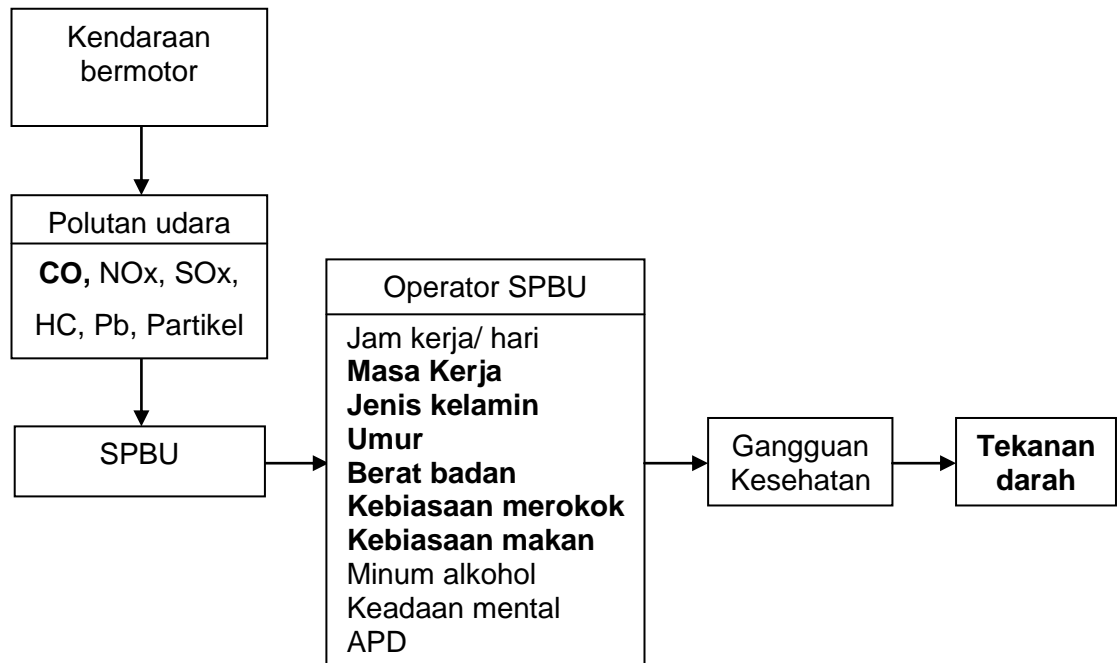 Kendaraan
bermotor
Polutan udara
CO, NOx, SOx,
HC, Pb, Partikel
SPBU
Operator SPBU
Jam kerja/ hari
Masa Kerja
Jenis kelamin
Umur
Berat badan
Kebiasaan merokok
Kebiasaan makan
Minum alkohol
Keadaan mental
APD
Gangguan
Kesehatan
Tekanan
darah